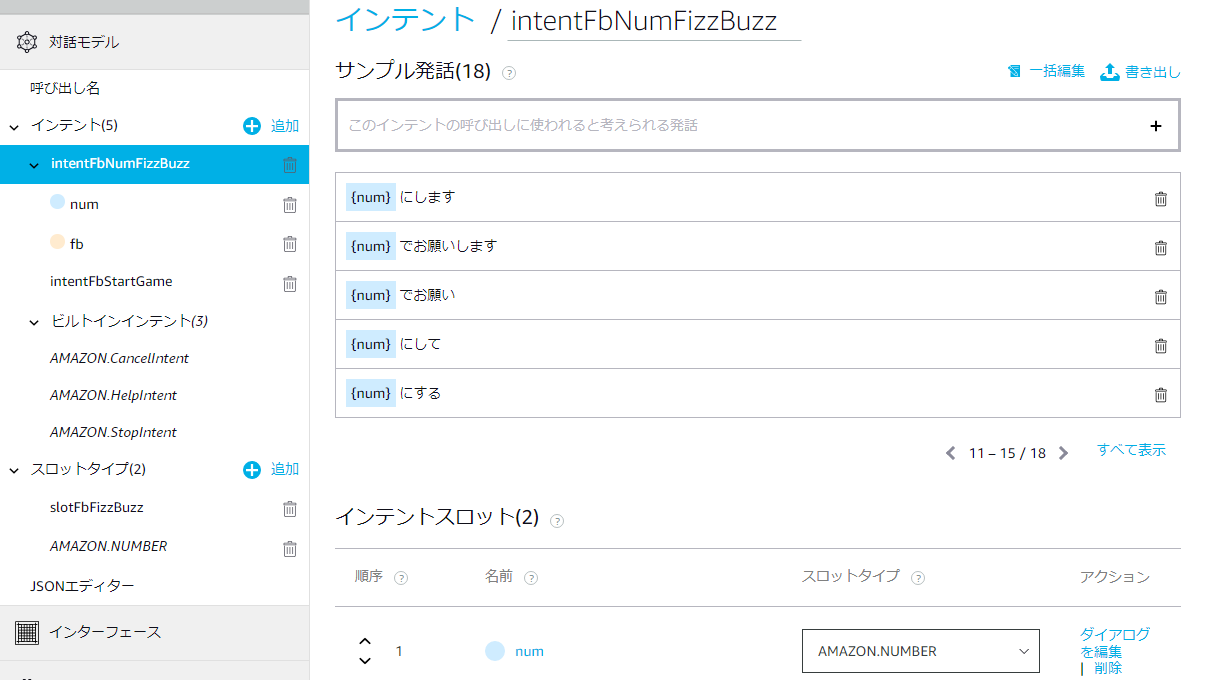 対話モデル
呼び出し名
インテント(5)
追加
intentFbNumFizzBuzz
num
fb
intentFbStartGame
ビルトインインテント(3)
AMAZON.CancelIntent
AMAZON.HelpIntent
AMAZON.StopIntent
スロットタイプ(2)
追加
slotFbFizzBuzz
AMAZON.NUMBER
JSONエディター
インターフェース
インテント / intentFbNumFizzBuzz
サンプル発話(18) ?
一括編集 書き出し
このインテントの呼び出しに使われると考えられる発話 +
{num} にします
{num} でお願いします
{num} でお願い
{num} にして
{num} にする
11 – 15 / 18 すべて表示
インテントスロット(2) ?
順序 ? 名前 ? スロットタイプ ? アクション
1 num AMAZON.NUMBER
ダイアログ
を編集
| 削除